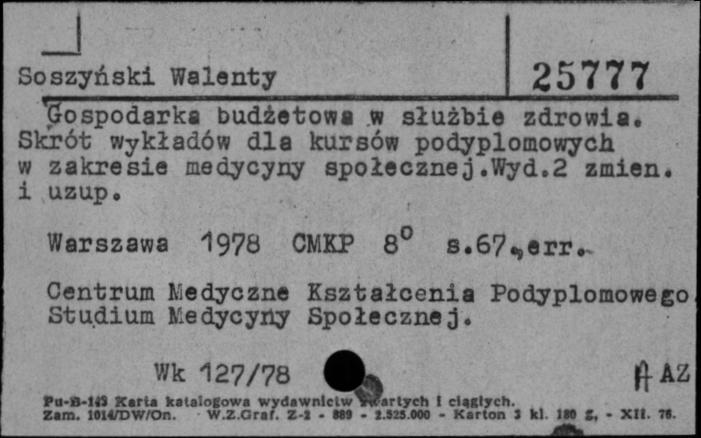 Soszyński Walenty
25777
Gospodarka budżetowa w służbie zdrowia.
Skrót wykładów dla kursów podyplomowych
w zakresie medycyny społecznej.Wyd.2 zmien.
i uzup.
Warszawa 1978 CMKP 8° s.67.,err.
Centrum Medyczne Kształcenia Podyplomowego.
Studium Medycyny Społecznej.
Wk 127/78
AZ
Pu-B-143 Karta katalogowa wydawnictw zwartych i ciągłych.
Zam. 1014/DW/On. W.Z.Graf. Z-2 - 889 - 2.525.000 - Karton 3 kl. 180 g, - XII. 76.